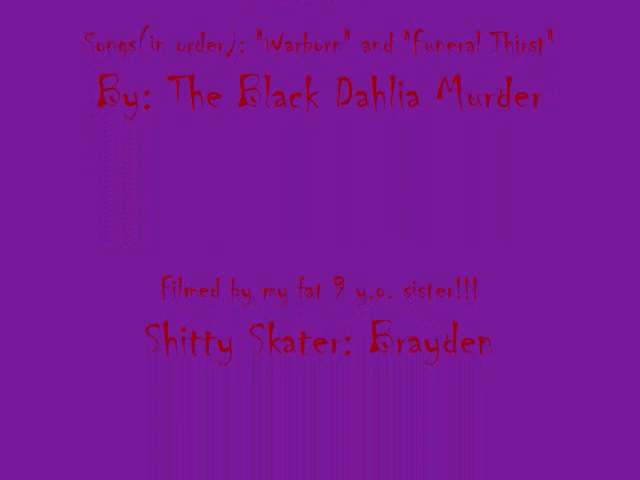 Songs(in order): "Warborn" and "Funeral Thirst"
By: The Black Dahlia Murder
Filmed by my fat 9 y.o. sister!!!
Shitty Skater: Brayden